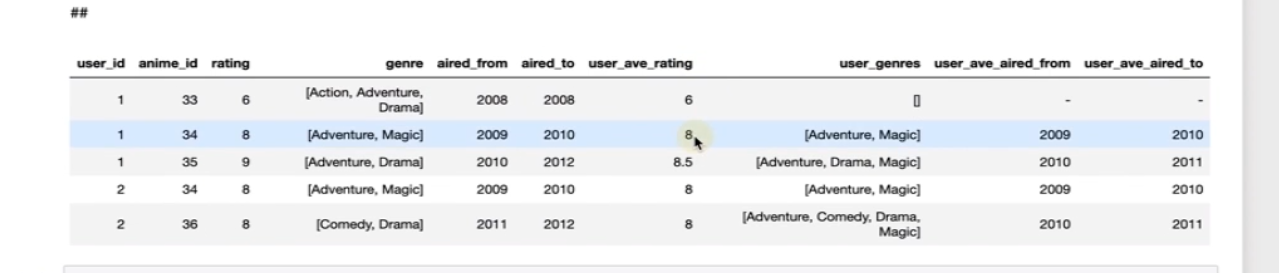 ##
user_id anime_id rating genre aired_from aired_to user_ave_rating user_genres user_ave_aired_from user_ave_aired_to
1 33 6 [Action, Adventure, Drama] 2008 2008 6 [] - -
1 34 8 [Adventure, Magic] 2009 2010 8 [Adventure, Magic] 2009 2010
1 35 9 [Adventure, Drama] 2010 2012 8.5 [Adventure, Drama, Magic] 2010 2011
2 34 8 [Adventure, Magic] 2009 2010 8 [Adventure, Magic] 2009 2010
2 36 8 [Comedy, Drama] 2011 2012 8 [Adventure, Comedy, Drama, Magic] 2010 2011